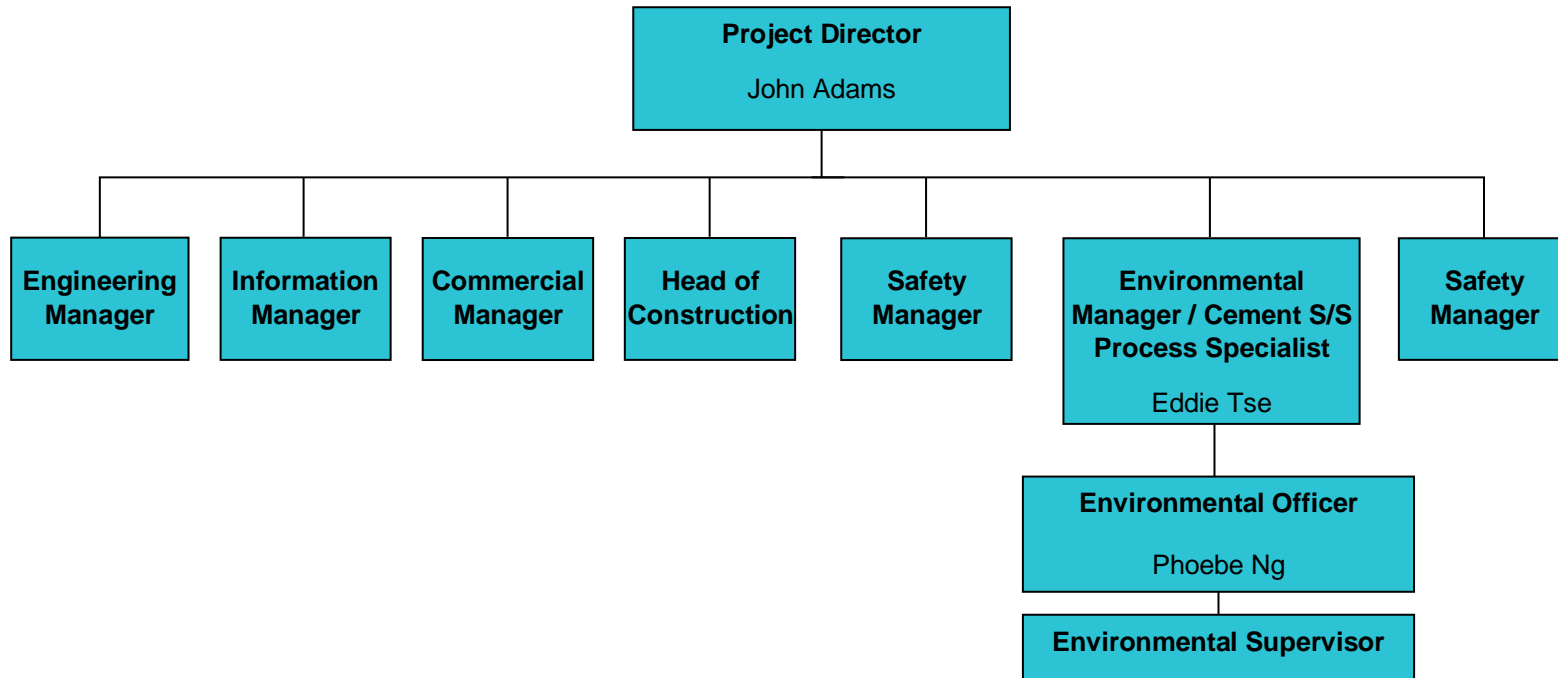 Project Director
John Adams
Engineering
Manager
Information
Manager
Commercial
Manager
Head of
Construction
Safety
Manager
Environmental
Manager / Cement S/S
Process Specialist
Eddie Tse
Safety
Manager
Environmental Officer
Phoebe Ng
Environmental Supervisor